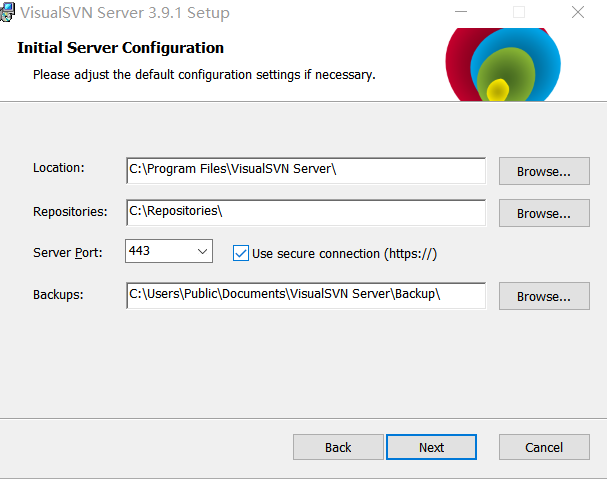 VisualSVN Server 3.9.1 Setup
Initial Server Configuration
Please adjust the default configuration settings if necessary.
Location: C:\Program Files\VisualSVN Server\ Browse...
Repositories: C:\Repositories\ Browse...
Server Port: 443 Use secure connection (https://)
Backups: C:\Users\Public\Documents\VisualSVN Server\Backup\ Browse...
Back Next Cancel